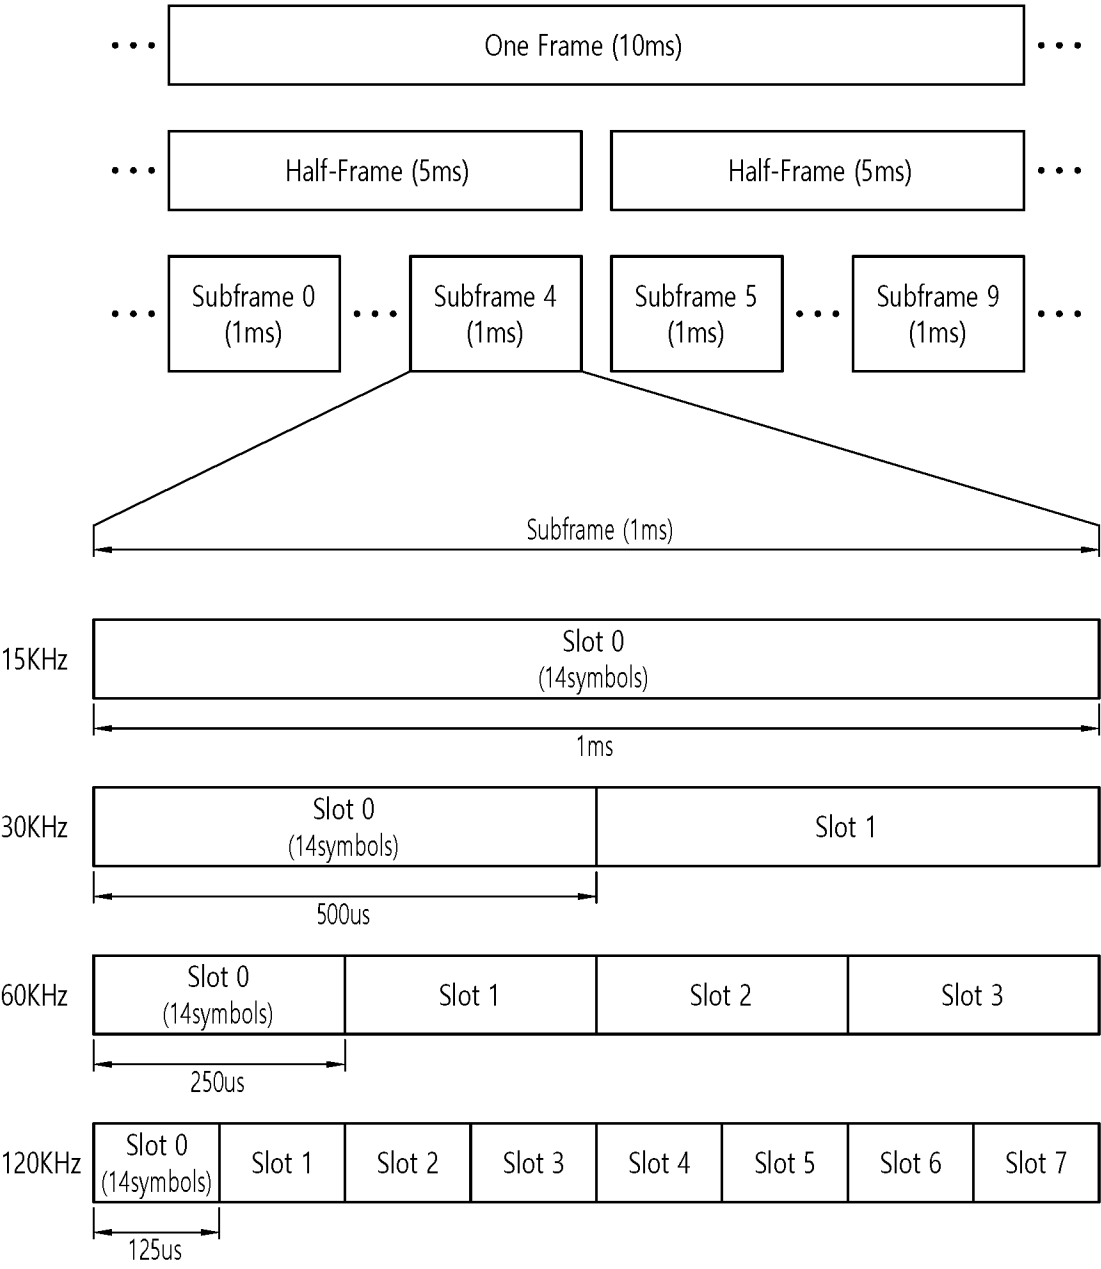 One Frame (10ms)
Half-Frame (5ms)
Half-Frame (5ms)
Subframe 0
(1ms)
Subframe 4
(1ms)
Subframe 5
(1ms)
Subframe 9
(1ms)
Subframe (1ms)
15KHz
Slot 0
(14symbols)
1ms
30KHz
Slot 0
(14symbols)
Slot 1
500us
60KHz
Slot 0
(14symbols)
Slot 1
Slot 2
Slot 3
250us
120KHz
Slot 0
(14symbols)
Slot 1
Slot 2
Slot 3
Slot 4
Slot 5
Slot 6
Slot 7
125us